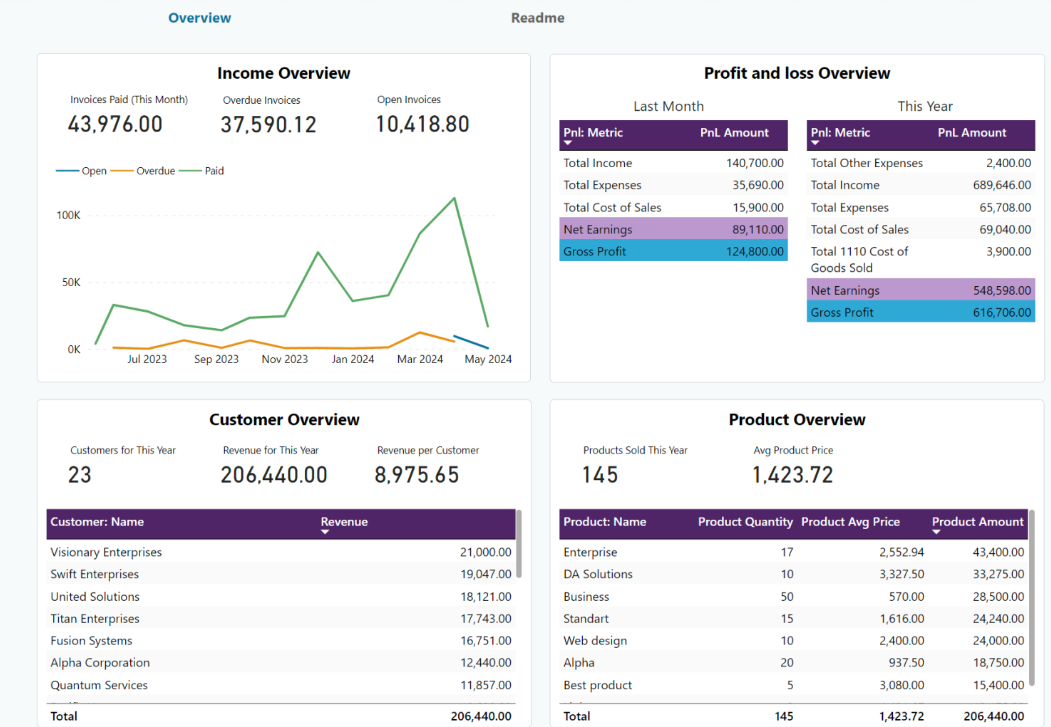 Overview Readme
Income Overview
Invoices Paid (This Month) Overdue Invoices Open Invoices
43,976.00 37,590.12 10,418.80
Open Overdue Paid
100K
50K
0K
Jul 2023 Sep 2023 Nov 2023 Jan 2024 Mar 2024 May 2024
Profit and loss Overview
Last Month
Pnl: Metric PnL Amount
Total Income 140,700.00
Total Expenses 35,690.00
Total Cost of Sales 15,900.00
Net Earnings 89,110.00
Gross Profit 124,800.00
This Year
Pnl: Metric PnL Amount
Total Other Expenses 2,400.00
Total Income 689,646.00
Total Expenses 65,708.00
Total Cost of Sales 69,040.00
Total 1110 Cost of 3,900.00
Goods Sold
Net Earnings 548,598.00
Gross Profit 616,706.00
Customer Overview
Customers for This Year Revenue for This Year Revenue per Customer
23 206,440.00 8,975.65
Customer: Name Revenue
Visionary Enterprises 21,000.00
Swift Enterprises 19,047.00
United Solutions 18,121.00
Titan Enterprises 17,743.00
Fusion Systems 16,751.00
Alpha Corporation 12,440.00
Quantum Services 11,857.00
Total 206,440.00
Product Overview
Products Sold This Year Avg Product Price
145 1,423.72
Product: Name Product Quantity Product Avg Price Product Amount
Enterprise 17 2,552.94 43,400.00
DA Solutions 10 3,327.50 33,275.00
Business 50 570.00 28,500.00
Standart 15 1,616.00 24,240.00
Web design 10 2,400.00 24,000.00
Alpha 20 937.50 18,750.00
Best product 5 3,080.00 15,400.00
Total 145 1,423.72 206,440.00